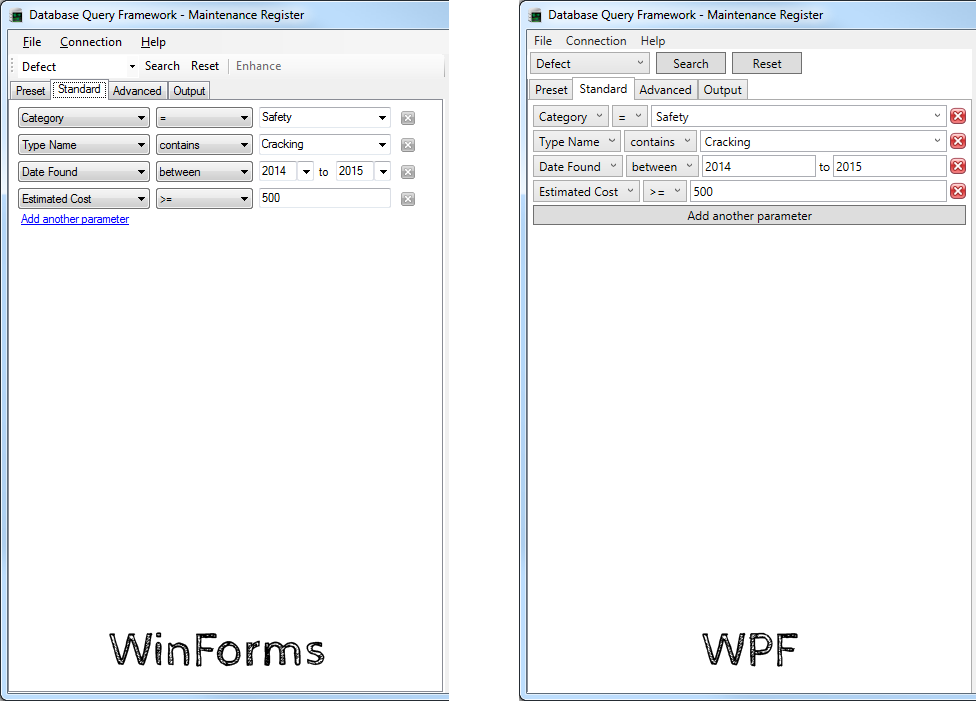 Database Query Framework - Maintenance Register
File Connection Help
Defect Search Reset Enhance
Preset Standard Advanced Output
Category = Safety
Type Name contains Cracking
Date Found between 2014 to 2015
Estimated Cost >= 500
Add another parameter
WinForms
Database Query Framework - Maintenance Register
File Connection Help
Defect Search Reset
Preset Standard Advanced Output
Category = Safety
Type Name contains Cracking
Date Found between 2014 to 2015
Estimated Cost >= 500
Add another parameter
WPF